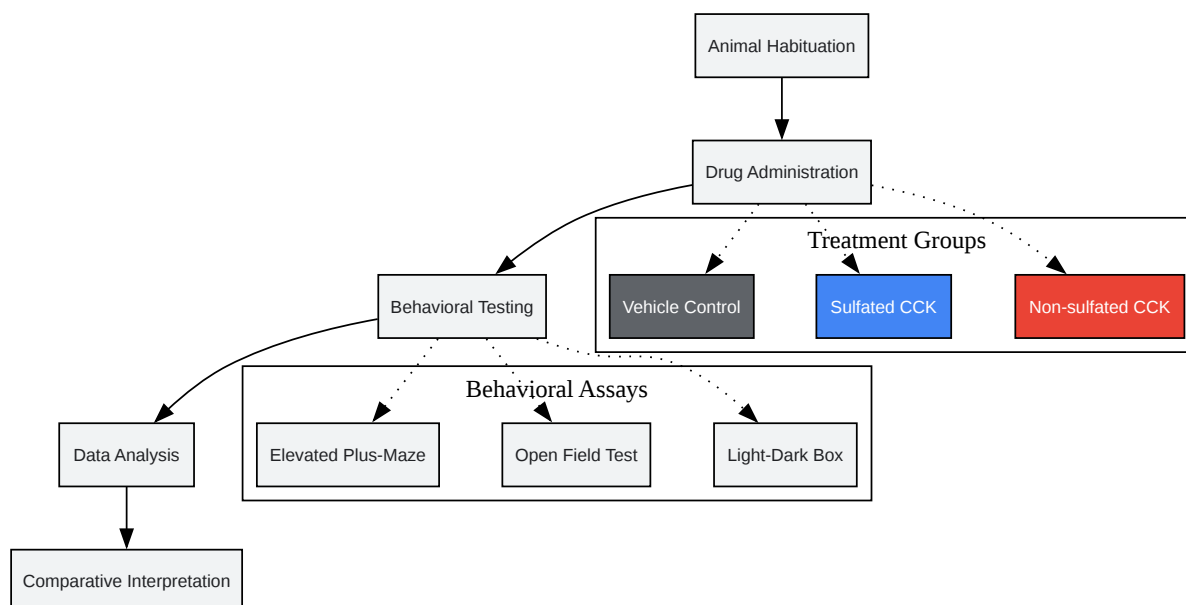 Animal Habituation
Drug Administration
Treatment Groups
Vehicle Control
Sulfated CCK
Non-sulfated CCK
Behavioral Testing
Behavioral Assays
Elevated Plus-Maze
Open Field Test
Light-Dark Box
Data Analysis
Comparative Interpretation